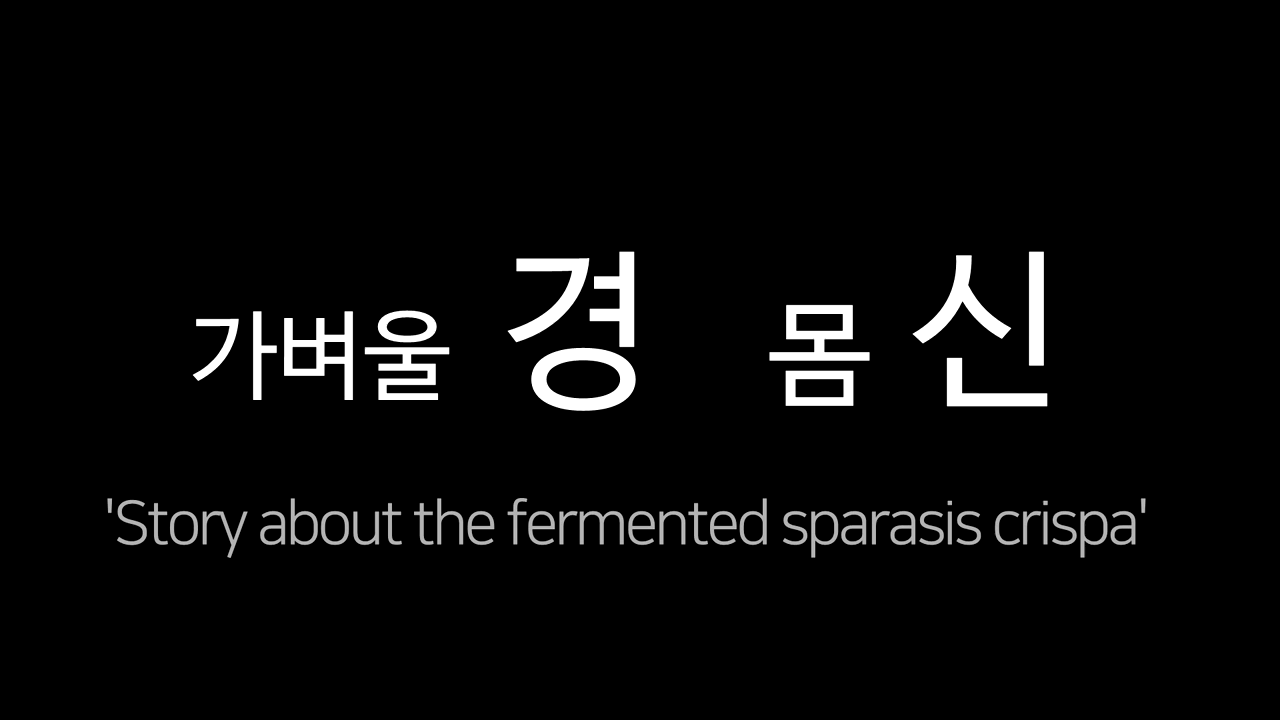 가벼울 경 몸 신
'Story about the fermented sparasis crispa'